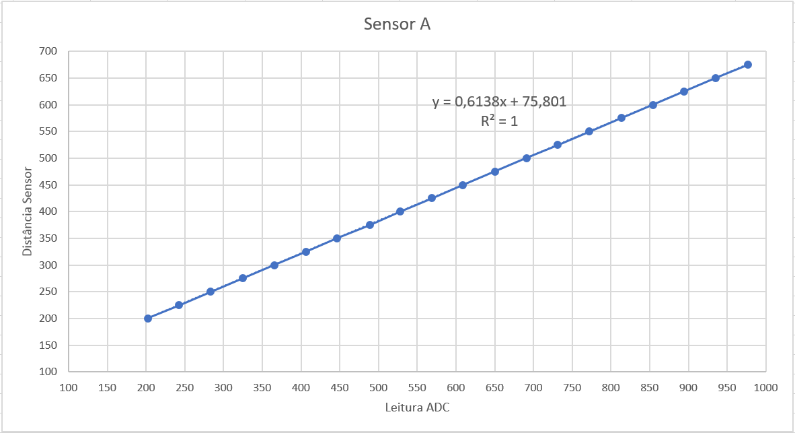 Sensor A
700
650
600
550
500
450
400
350
300
250
200
150
100
Distância Sensor
y = 0,6138x + 75,801
R² = 1
100 150 200 250 300 350 400 450 500 550 600 650 700 750 800 850 900 950 1000
Leitura ADC